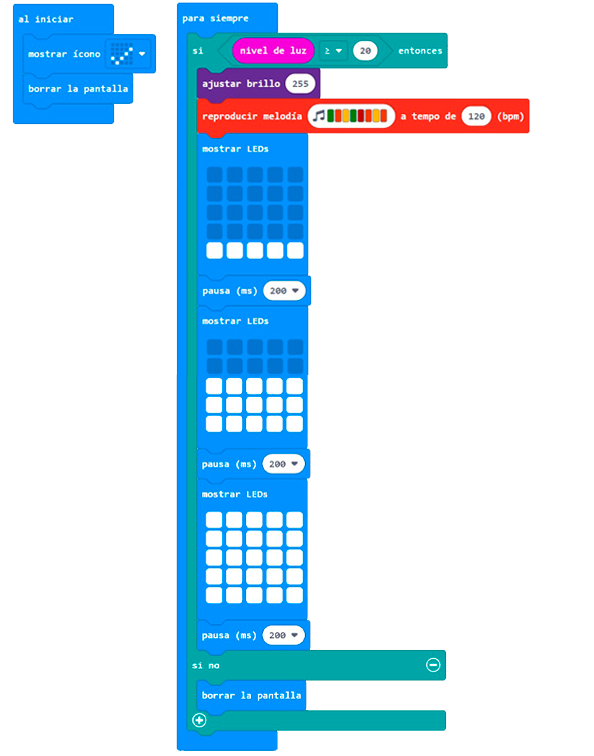 al iniciar
mostrar ícono
borrar la pantalla
para siempre
si nivel de luz ≥ 20 entonces
ajustar brillo 255
reproducir melodía a tempo de 120 (bpm)
mostrar LEDs
pausa (ms) 200
mostrar LEDs
pausa (ms) 200
mostrar LEDs
pausa (ms) 200
si no
borrar la pantalla